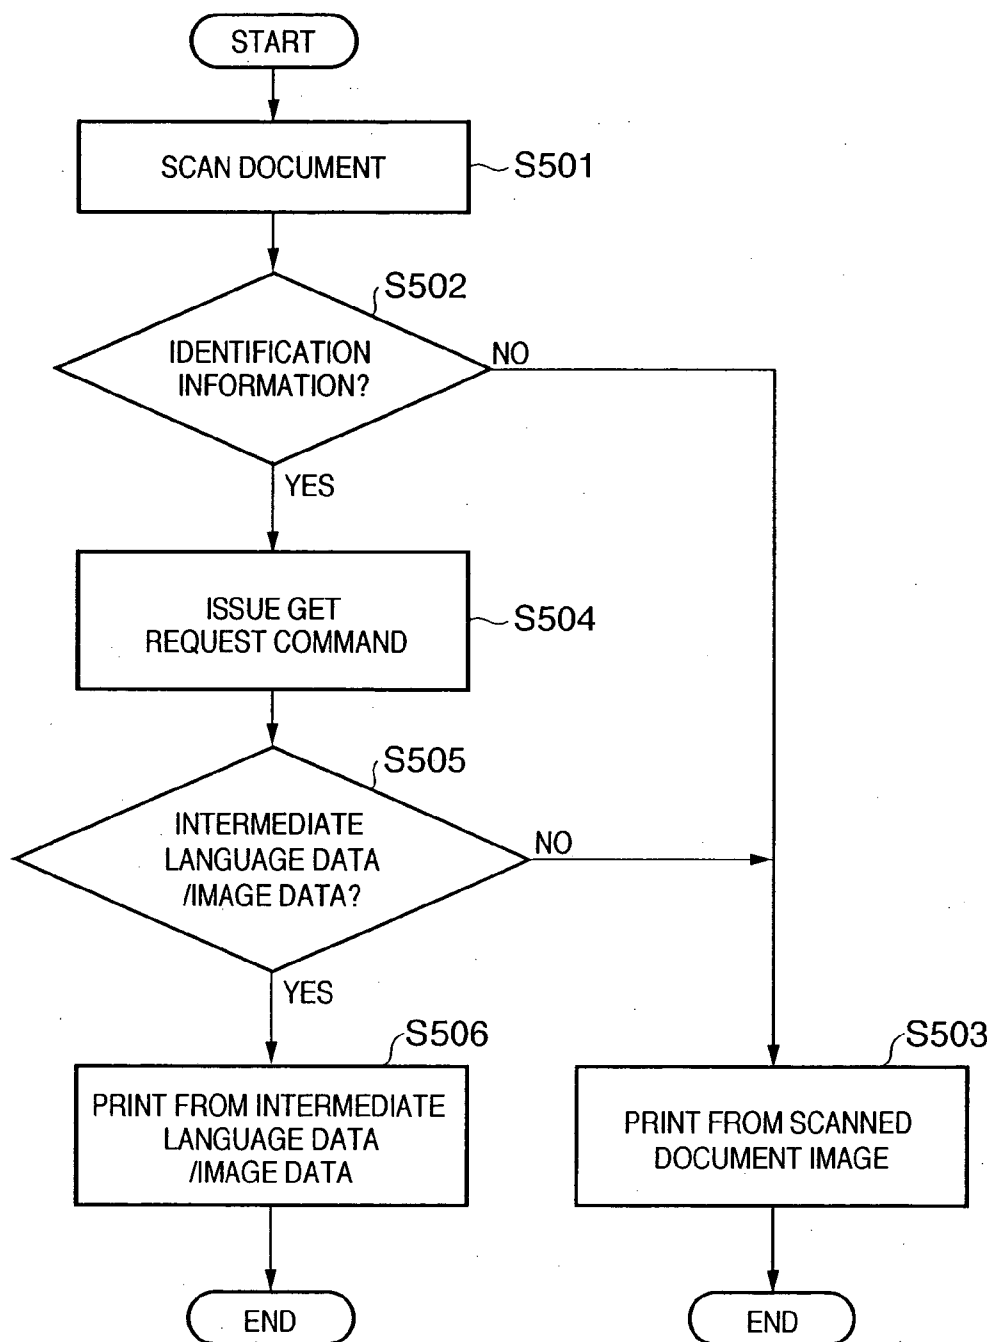 START
SCAN DOCUMENT
S501
S502
IDENTIFICATION
INFORMATION?
NO
YES
ISSUE GET
REQUEST COMMAND
S504
S505
INTERMEDIATE
LANGUAGE DATA
/IMAGE DATA?
NO
YES
S506
PRINT FROM INTERMEDIATE
LANGUAGE DATA
/IMAGE DATA
S503
PRINT FROM SCANNED
DOCUMENT IMAGE
END
END